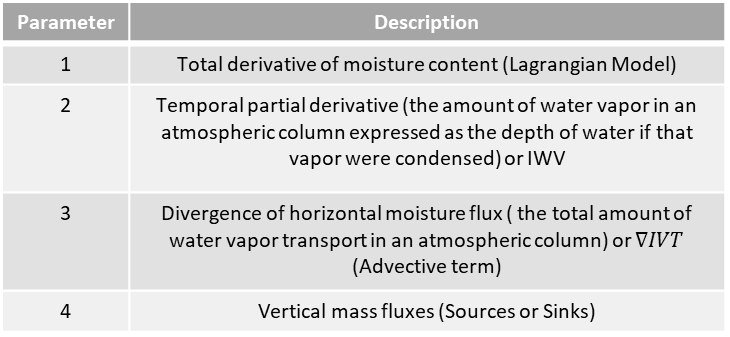 Parameter Description
1 Total derivative of moisture content (Lagrangian Model)
2 Temporal partial derivative (the amount of water vapor in an
atmospheric column expressed as the depth of water if that
vapor were condensed) or IWV
3 Divergence of horizontal moisture flux ( the total amount of
water vapor transport in an atmospheric column) or ∇IVT
(Advective term)
4 Vertical mass fluxes (Sources or Sinks)